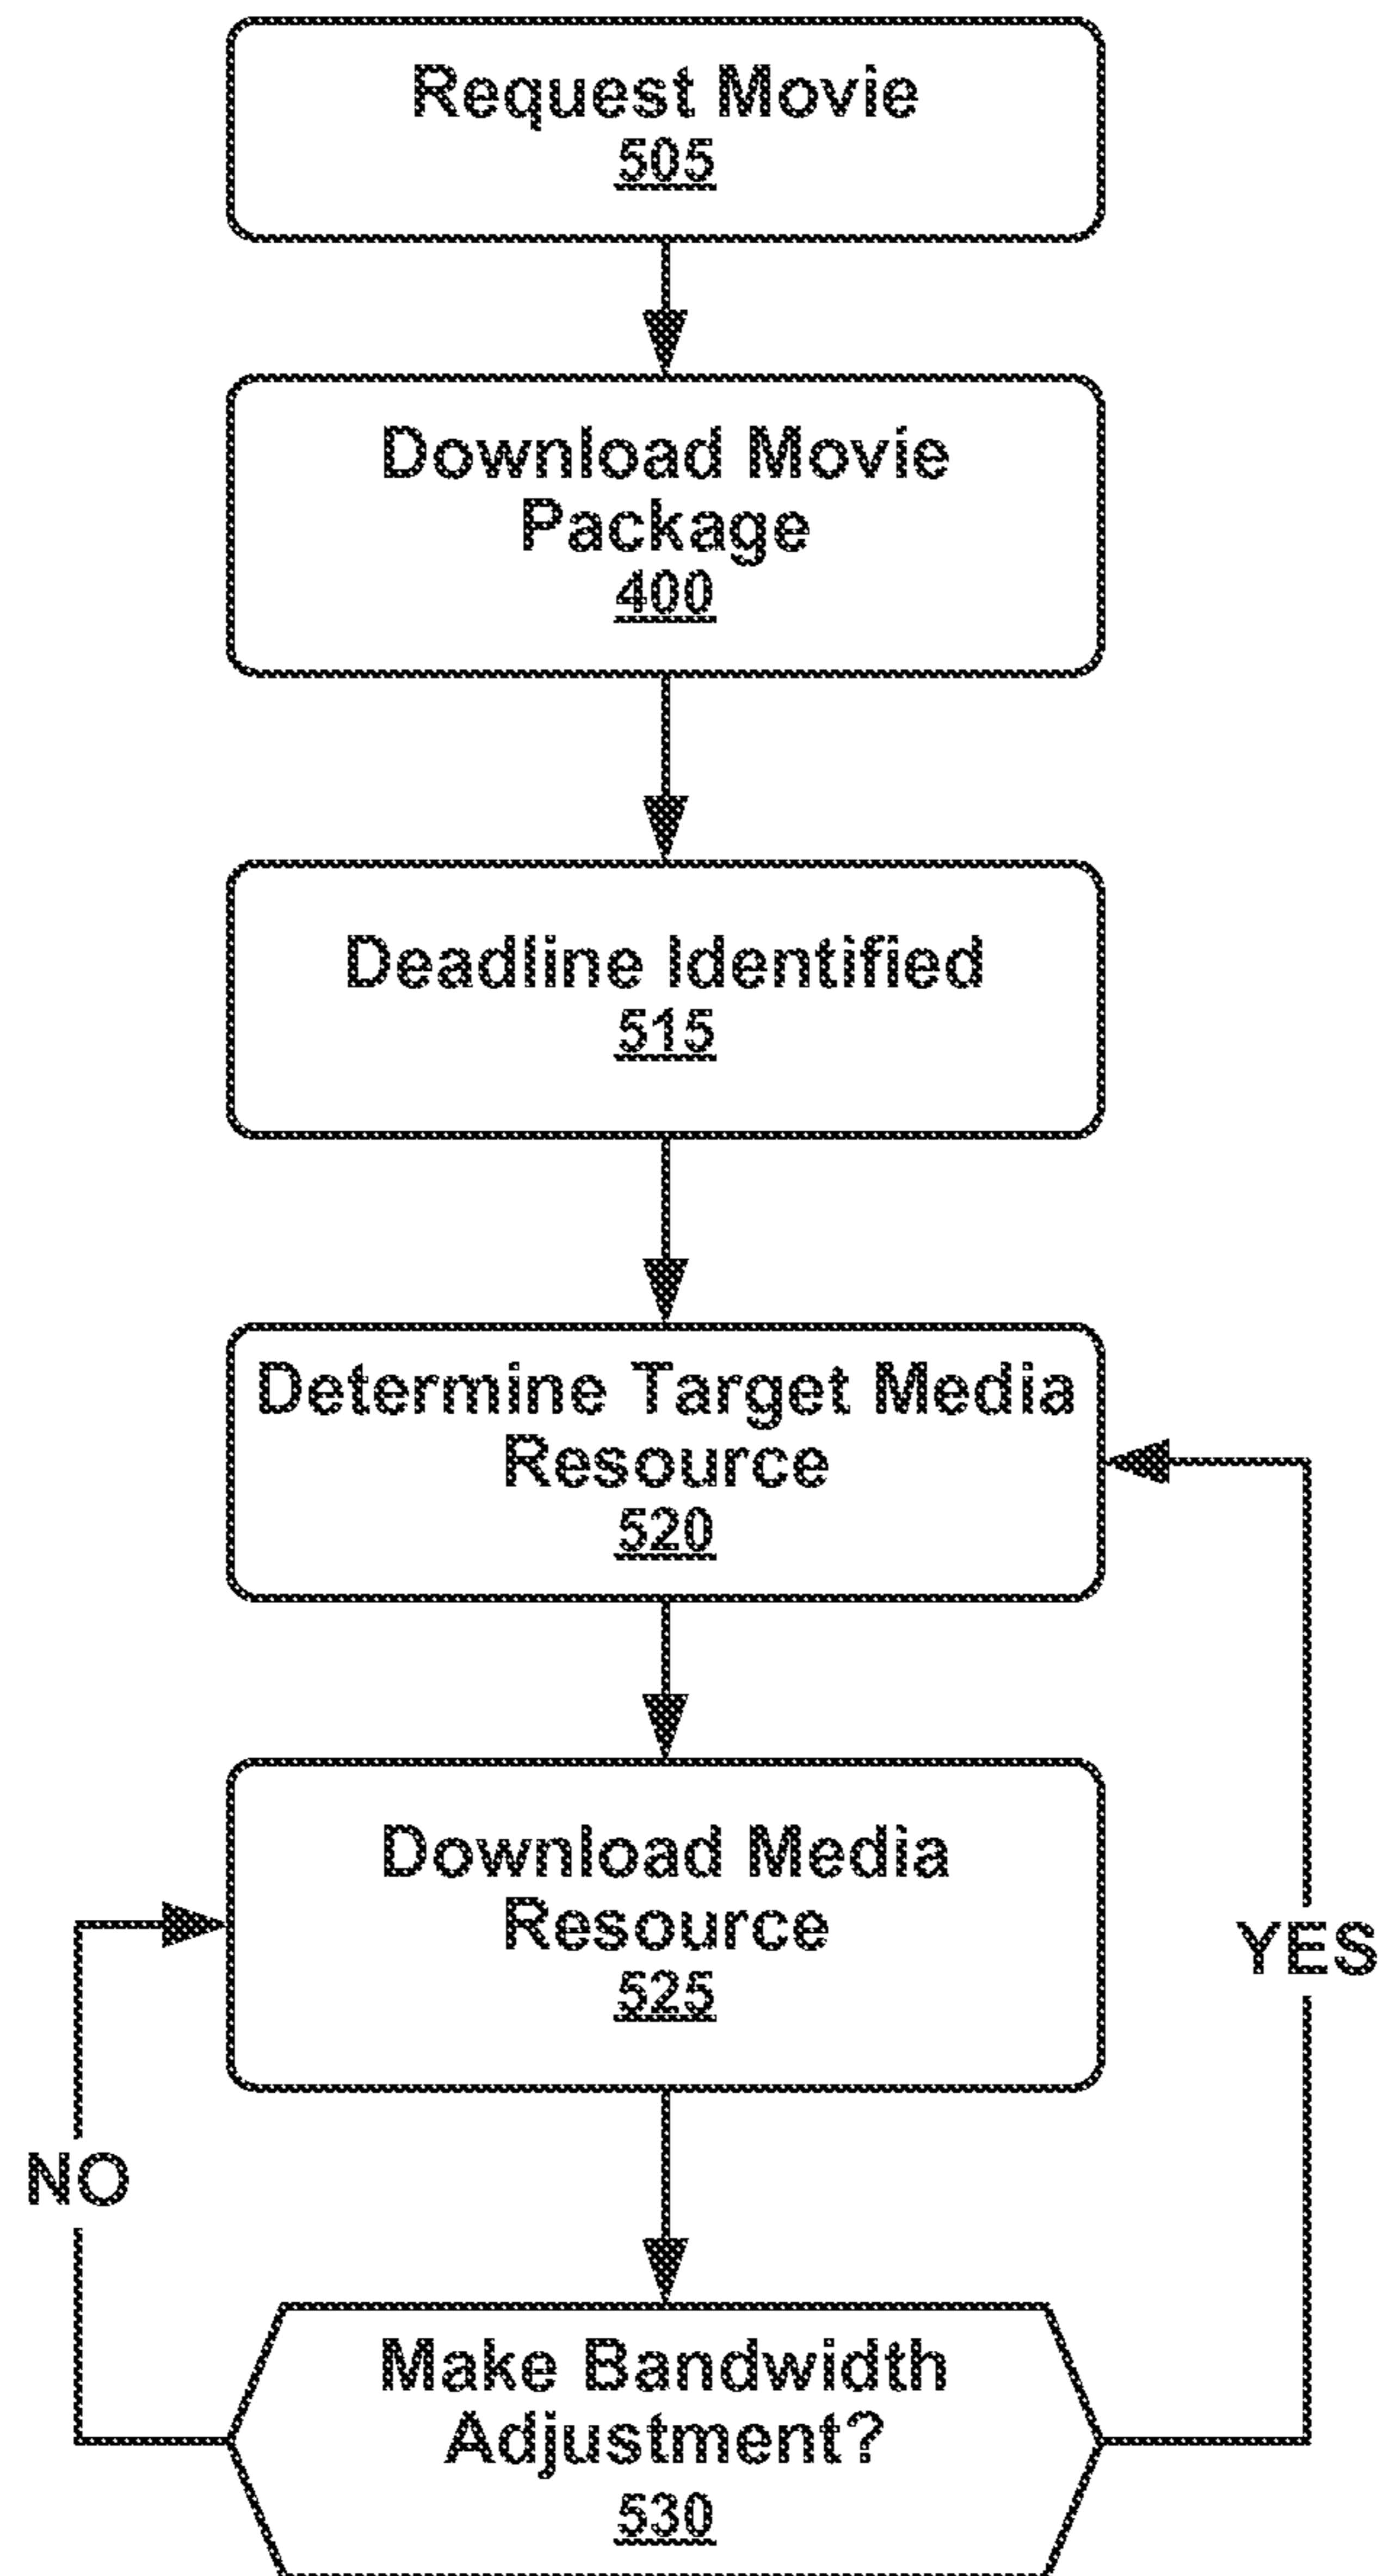 Request Movie
505
Download Movie
Package
400
Deadline Identified
515
Determine Target Media
Resource
520
Download Media
Resource
525
YES
NO
Make Bandwidth
Adjustment?
530